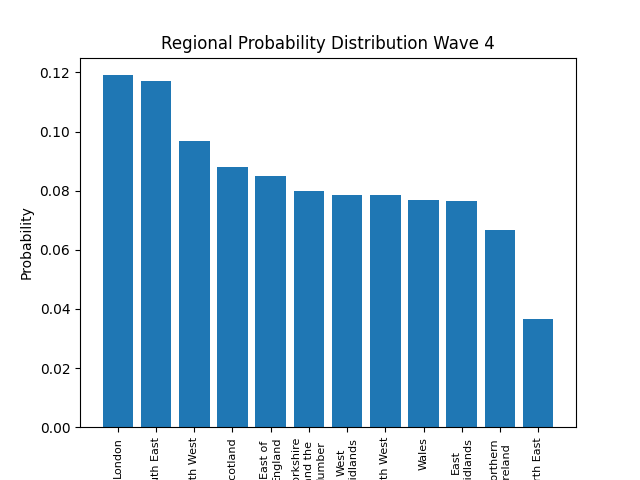 Regional Probability Distribution Wave 4
Probability
0.12
0.10
0.08
0.06
0.04
0.02
0.00
London
uth East
th West
cotland
East of
ngland
orkshire
nd the
umber
West
idlands
th West
Wales
East
idlands
orthern
reland
rth East